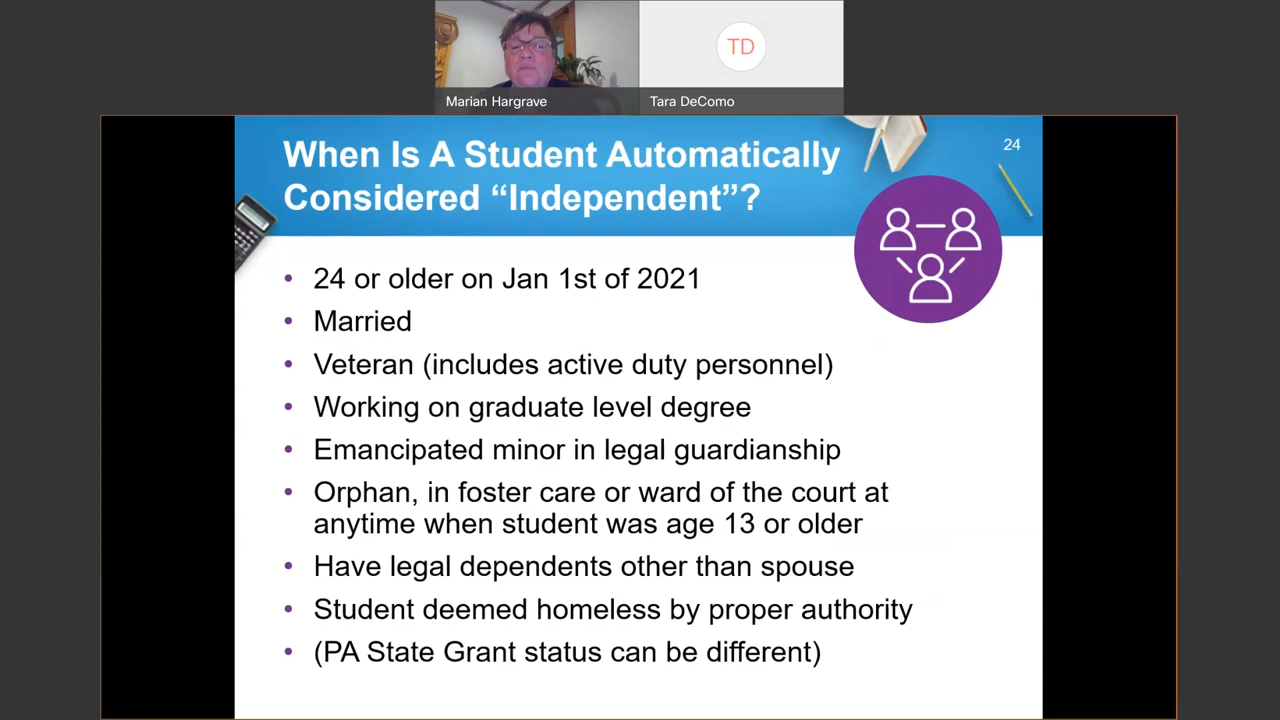 TD
Marian Hargrave
Tara DeComo
When Is A Student Automatically
Considered “Independent”?
24
• 24 or older on Jan 1st of 2021
• Married
• Veteran (includes active duty personnel)
• Working on graduate level degree
• Emancipated minor in legal guardianship
• Orphan, in foster care or ward of the court at
anytime when student was age 13 or older
• Have legal dependents other than spouse
• Student deemed homeless by proper authority
• (PA State Grant status can be different)